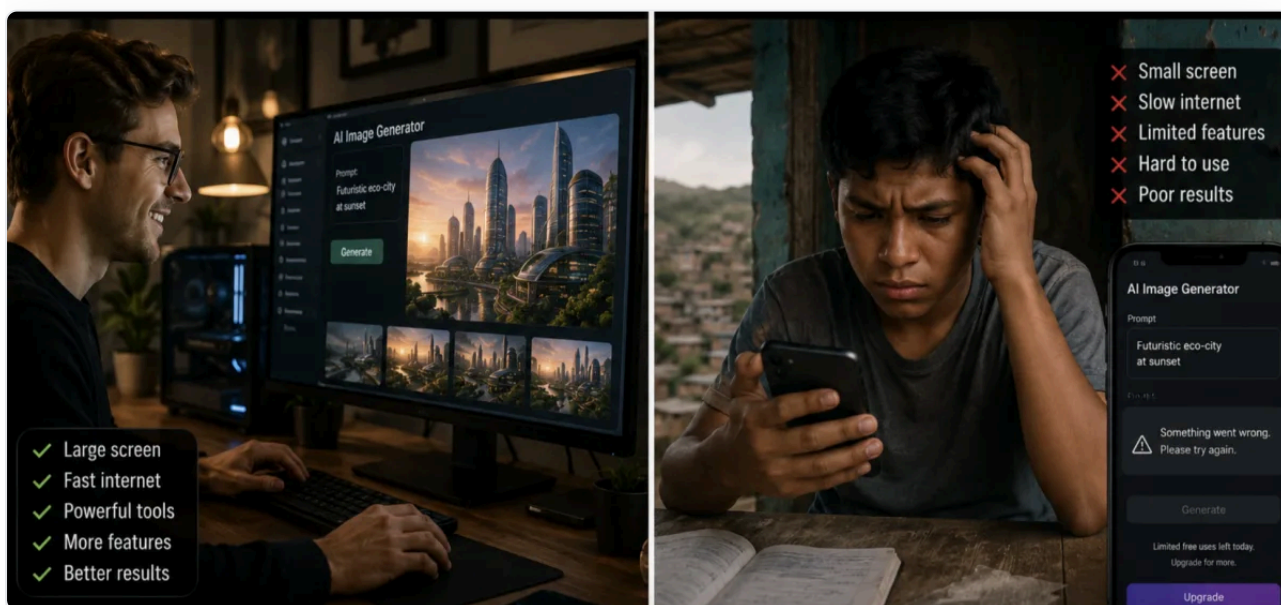 AI Image Generator
Prompt:
Futuristic eco-city
at sunset
Generate
Large screen
Fast internet
Powerful tools
More features
Better results
Small screen
Slow internet
Limited features
Hard to use
Poor results
AI Image Generator
Prompt
Futuristic eco-city
at sunset
Something went wrong.
Please try again.
Generate
Limited free uses left today.
Upgrade for more.
Upgrade